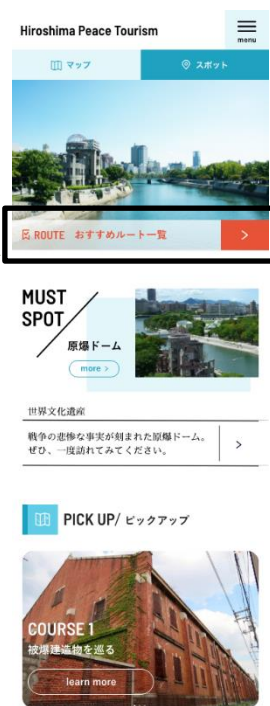 Hiroshima Peace Tourism
menu
マップ
スポット
ROUTE おすすめルート一覧
MUST
SPOT
原爆ドーム
more >
世界文化遺産
戦争の悲惨な事実が刻まれた原爆ドーム。
ぜひ、一度訪れてみてください。
PICK UP/ ピックアップ
COURSE 1
被爆建造物を巡る
learn more